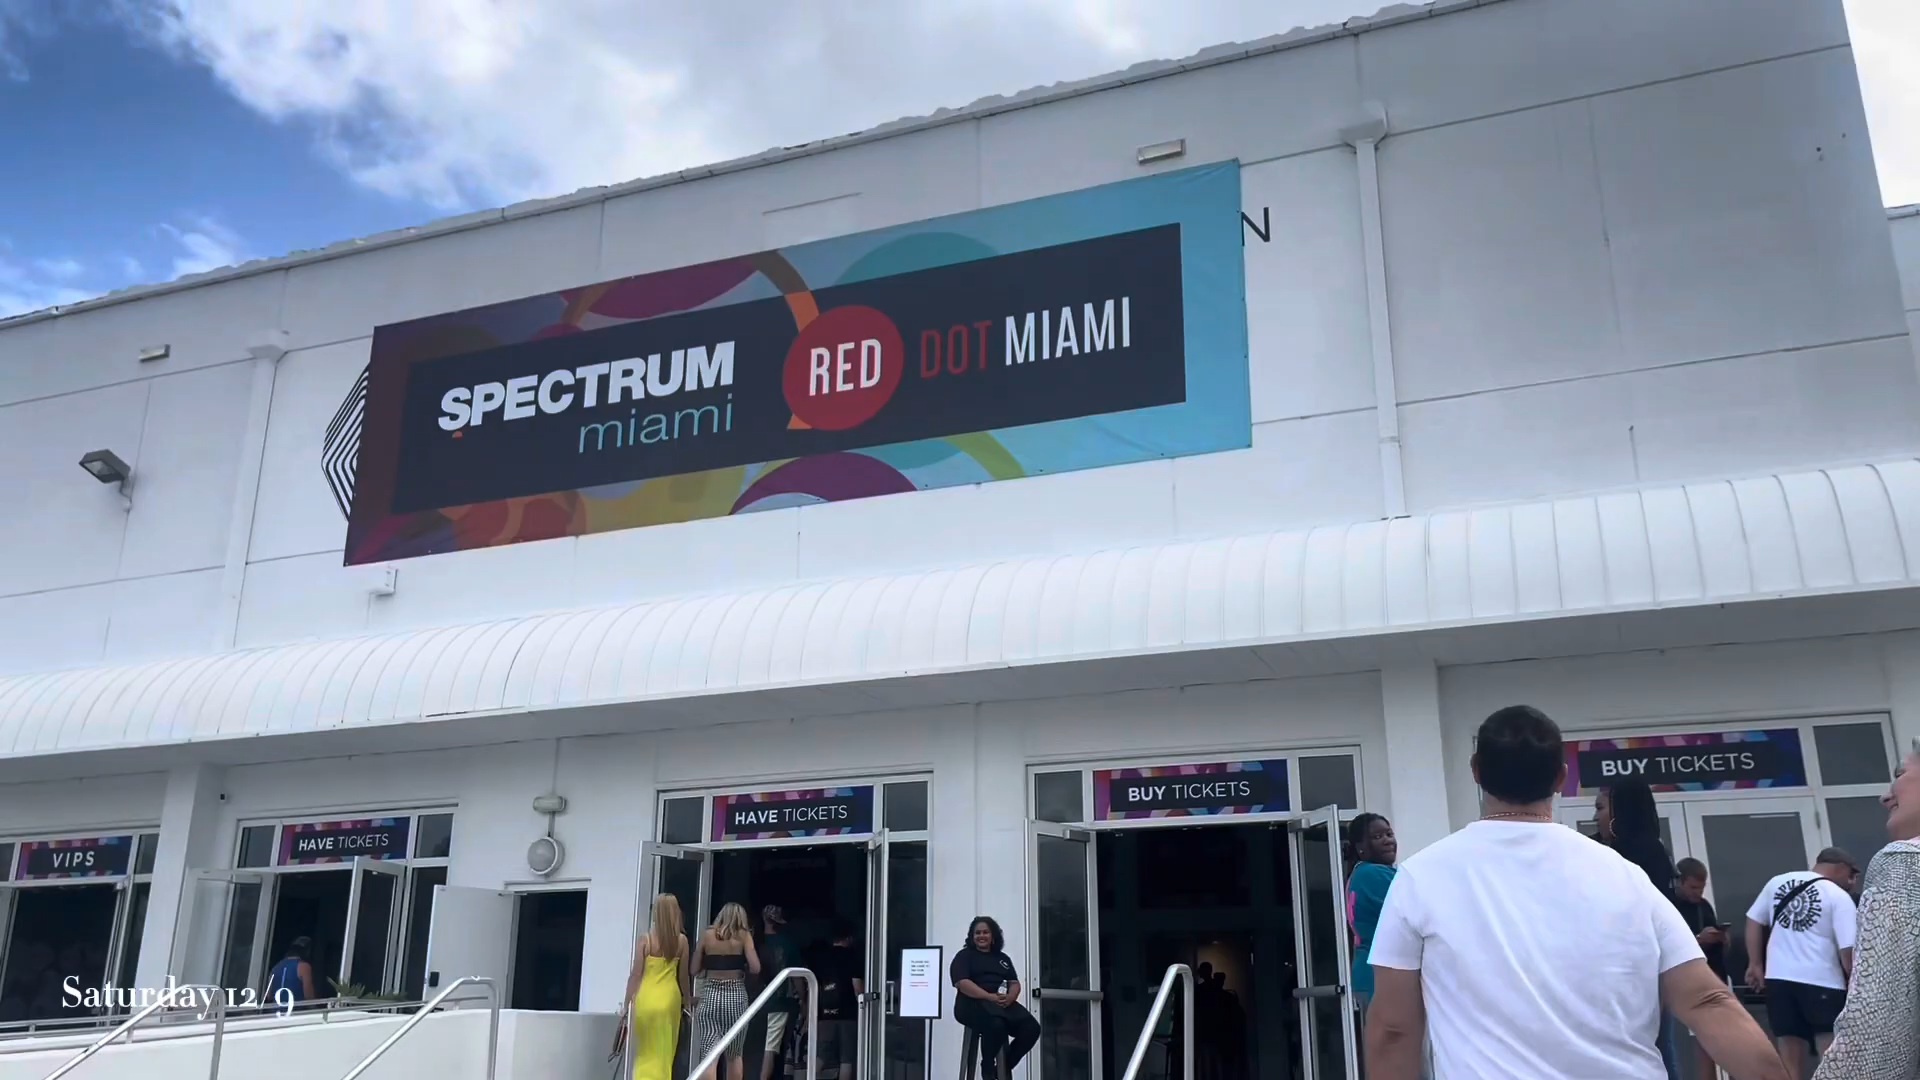 N
SPECTRUM
miami
RED DOT MIAMI
BUY TICKETS
BUY TICKETS
HAVE TICKETS
HAVE TICKETS
VIPS
Saturday 12/9